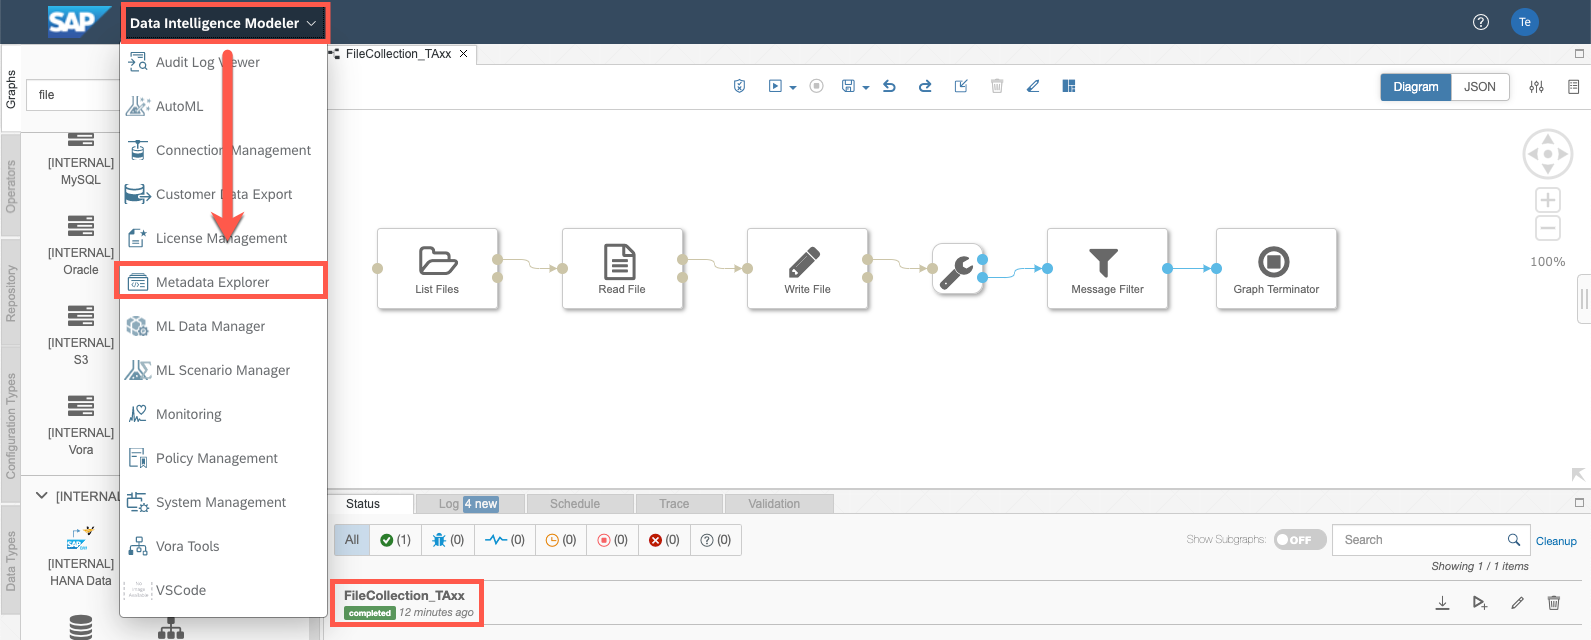 SAP
Data Intelligence Modeler
Te
Graphs
Operators
Repository
Configuration Types
Data Types
file
[INTERNAL]
MySQL
[INTERNAL]
Oracle
[INTERNAL]
S3
[INTERNAL]
Vora
[INTERNAL
SAP
[INTERNAL]
HANA Data
Audit Log Viewer
AutoML
Connection Management
Customer Data Export
License Management
Metadata Explorer
ML Data Manager
ML Scenario Manager
Monitoring
Policy Management
System Management
Vora Tools
No
Image
Available
VSCode
FileCollection_TAxx
Diagram
JSON
100%
List Files
Read File
Write File
Message Filter
Graph Terminator
Status
Log 4 new
Schedule
Trace
Validation
All
(1)
(0)
(0)
(0)
(0)
(0)
(0)
Show Subgraphs:
OFF
Search
Cleanup
Showing 1 / 1 items
FileCollection_TAxx
completed 12 minutes ago